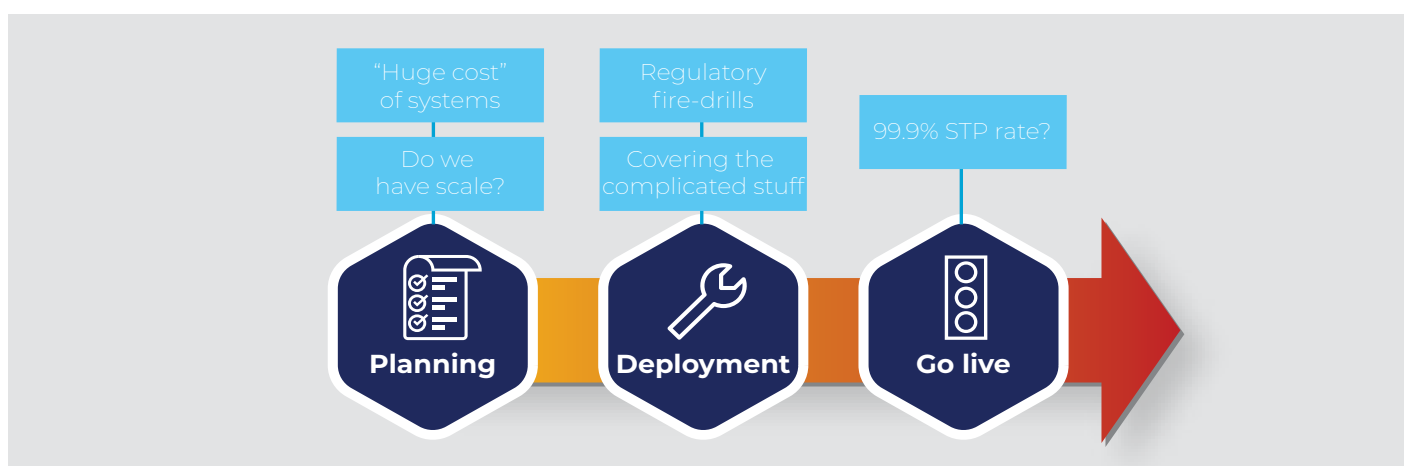 “Huge cost”
of systems
Do we
have scale?
Planning
Regulatory
fire-drills
Covering the
complicated stuff
Deployment
99.9% STP rate?
Go live